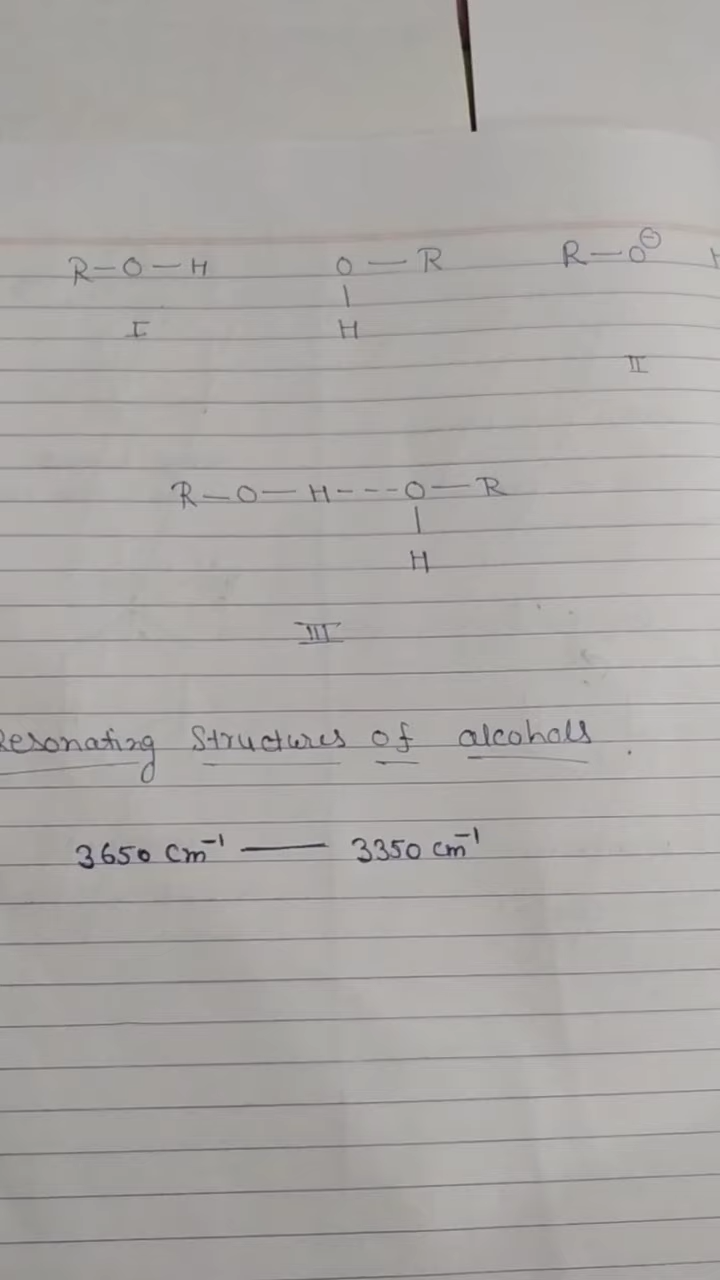 R—O—H O—R R—O⊖
|
I H
II
R—O—H---O—R
|
H
III
Resonating Structures of alcohols.
3650 cm⁻¹ —— 3350 cm⁻¹